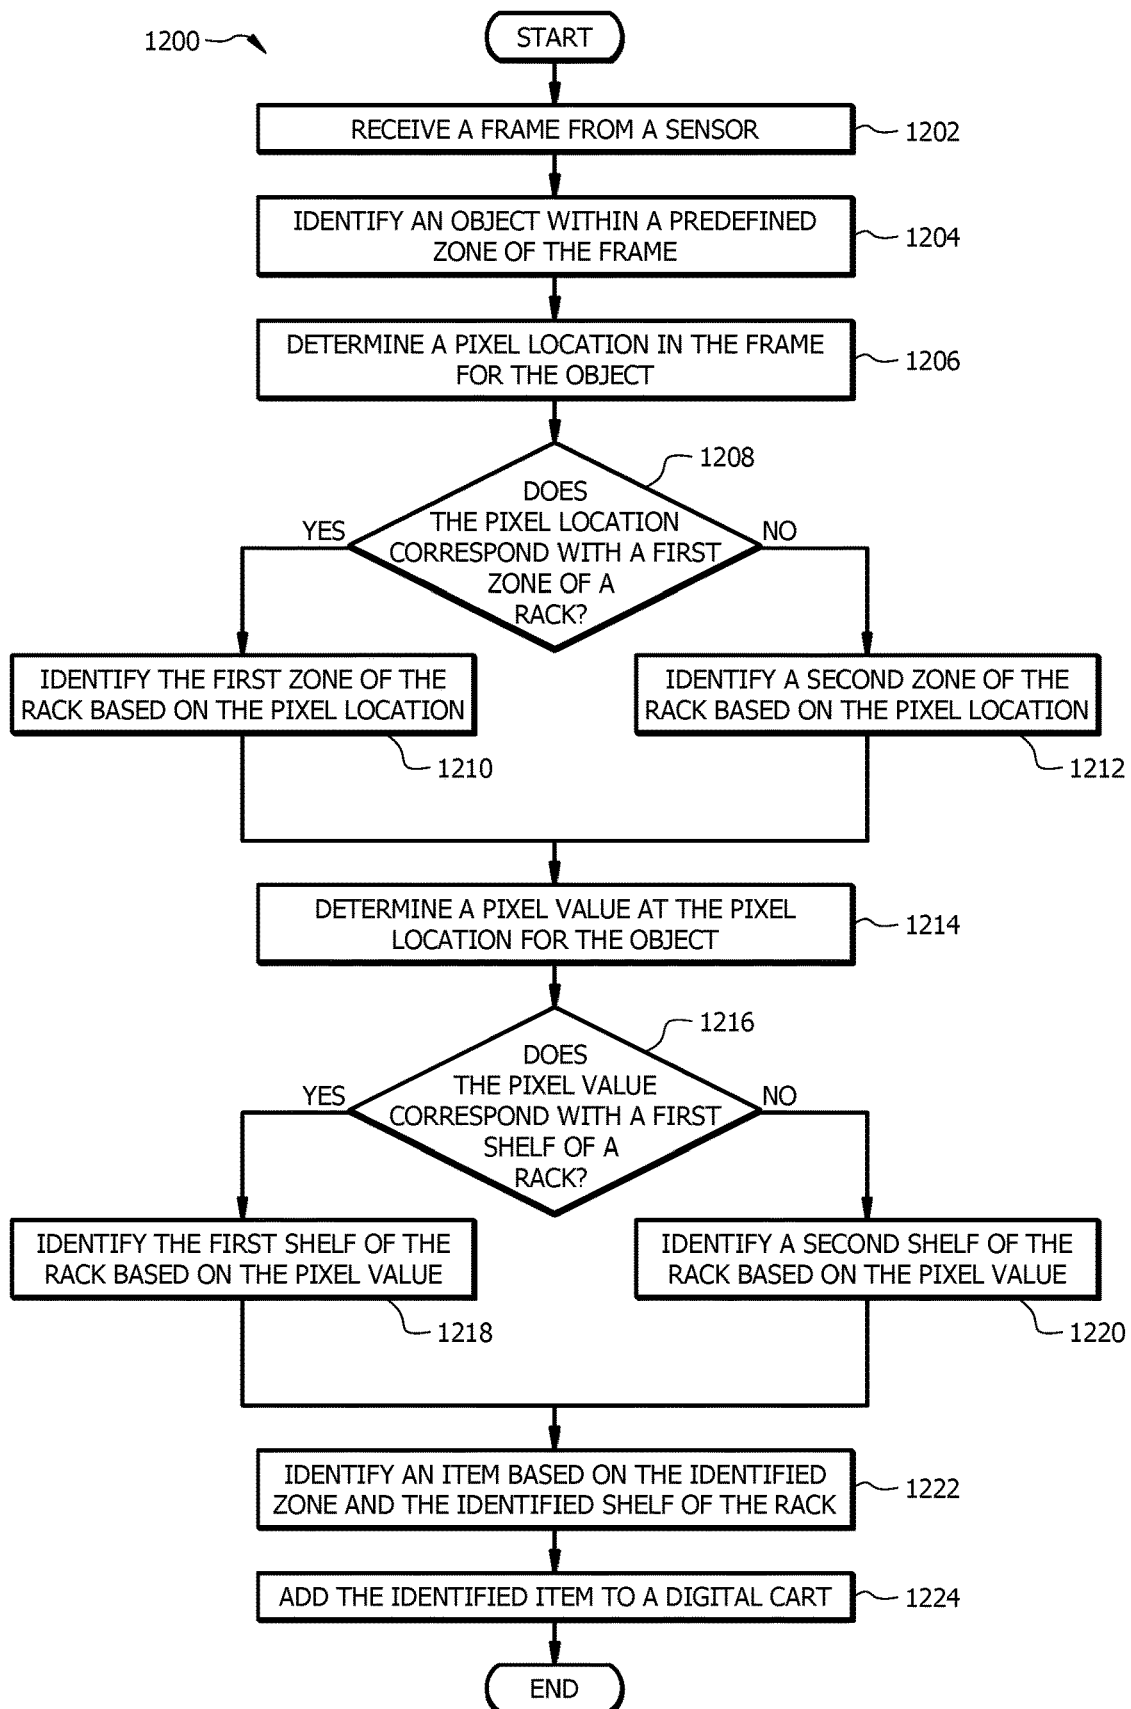 1200
START
RECEIVE A FRAME FROM A SENSOR
1202
IDENTIFY AN OBJECT WITHIN A PREDEFINED
ZONE OF THE FRAME
1204
DETERMINE A PIXEL LOCATION IN THE FRAME
FOR THE OBJECT
1206
1208
DOES
THE PIXEL LOCATION
CORRESPOND WITH A FIRST
ZONE OF A
RACK?
YES
NO
IDENTIFY THE FIRST ZONE OF THE
RACK BASED ON THE PIXEL LOCATION
1210
IDENTIFY A SECOND ZONE OF THE
RACK BASED ON THE PIXEL LOCATION
1212
DETERMINE A PIXEL VALUE AT THE PIXEL
LOCATION FOR THE OBJECT
1214
1216
DOES
THE PIXEL VALUE
CORRESPOND WITH A FIRST
SHELF OF A
RACK?
YES
NO
IDENTIFY THE FIRST SHELF OF THE
RACK BASED ON THE PIXEL VALUE
1218
IDENTIFY A SECOND SHELF OF THE
RACK BASED ON THE PIXEL VALUE
1220
IDENTIFY AN ITEM BASED ON THE IDENTIFIED
ZONE AND THE IDENTIFIED SHELF OF THE RACK
1222
ADD THE IDENTIFIED ITEM TO A DIGITAL CART
1224
END